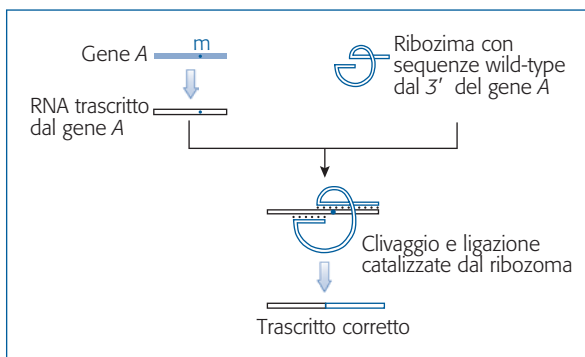 m
Gene A
RNA trascritto
dal gene A
Ribozima con
sequenze wild-type
dal 3′ del gene A
Clivaggio e ligazione
catalizzate dal ribozoma
Trascritto corretto